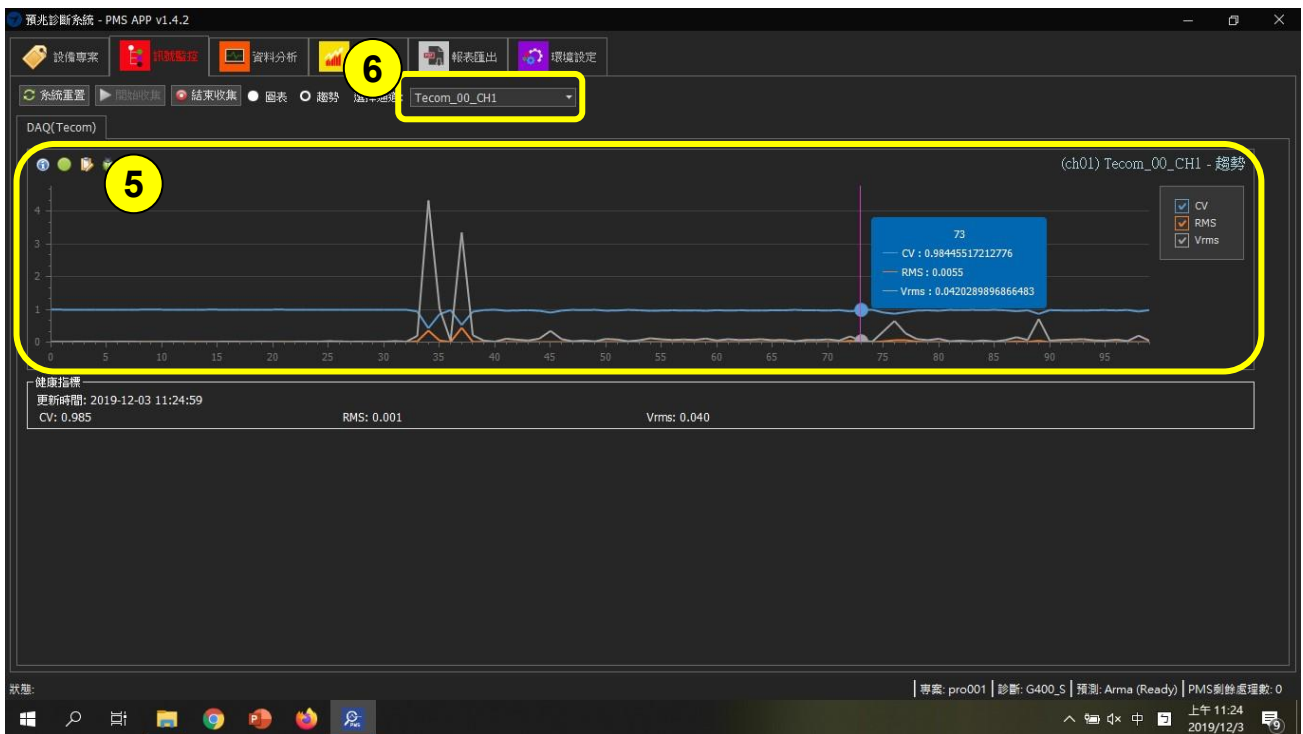 預兆診斷系統 - PMS APP v1.4.2
設備專案 訊號監控 資料分析 報表匯出 環境設定
6
系統重置 開始收集 結束收集 圖表 趨勢 選擇通道: Tecom_00_CH1
DAQ(Tecom)
5
(ch01) Tecom_00_CH1 - 趨勢
CV
RMS
Vrms
73
CV : 0.98445517212776
RMS : 0.0055
Vrms : 0.0420289896866483
4
3
2
1
0
0 5 10 15 20 25 30 35 40 45 50 55 60 65 70 75 80 85 90 95
健康指標
更新時間: 2019-12-03 11:24:59
CV: 0.985 RMS: 0.001 Vrms: 0.040
狀態: 專案: pro001 診斷: G400_S 預測: Arma (Ready) PMS剩餘處理數: 0
PMS
中 上午 11:24
2019/12/3 9